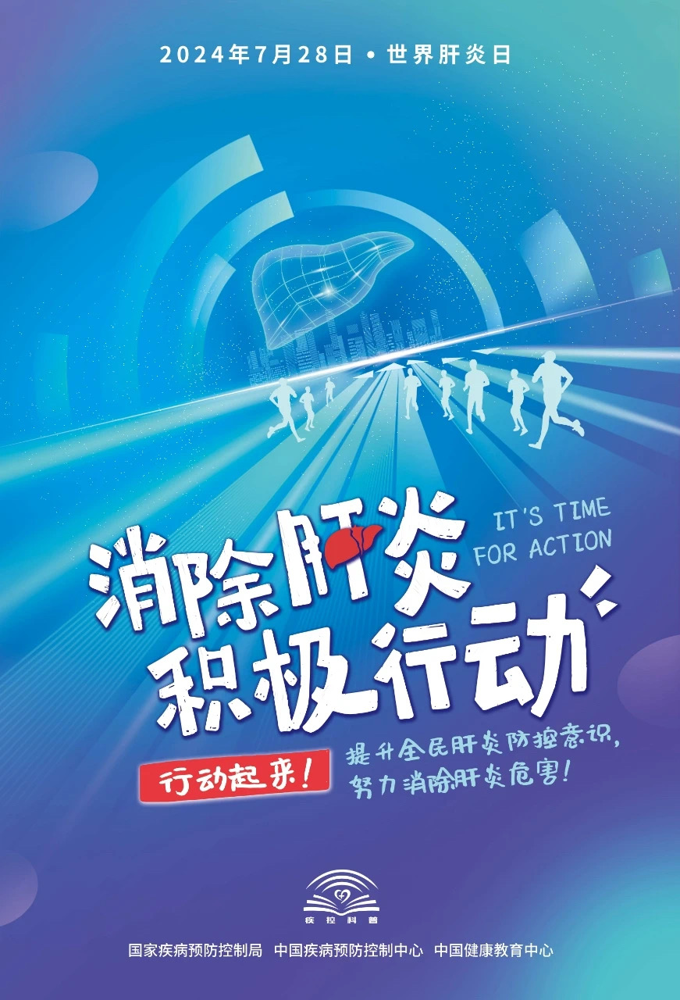 2024年7月28日 • 世界肝炎日
消除肝炎
IT'S TIME
FOR ACTION
积极行动
行动起来！
提升全民肝炎防控意识，
努力消除肝炎危害！
疾控科普
国家疾病预防控制局 中国疾病预防控制中心 中国健康教育中心